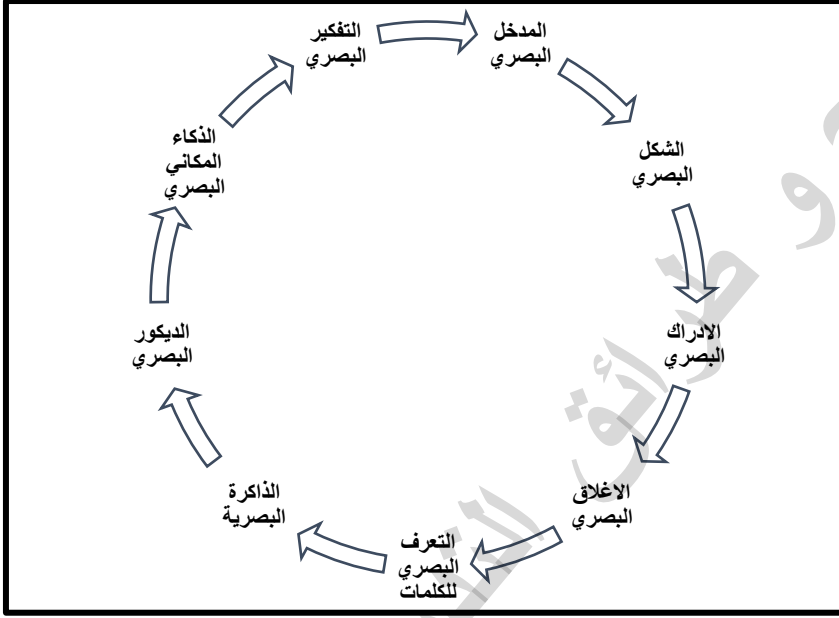 المدخل
البصري
الشكل
البصري
الادراك
البصري
الاغلاق
البصري
التعرف
البصري
للكلمات
الذاكرة
البصرية
الديكور
البصري
الذكاء
المكاني
البصري
التفكير
البصري
و طرائق